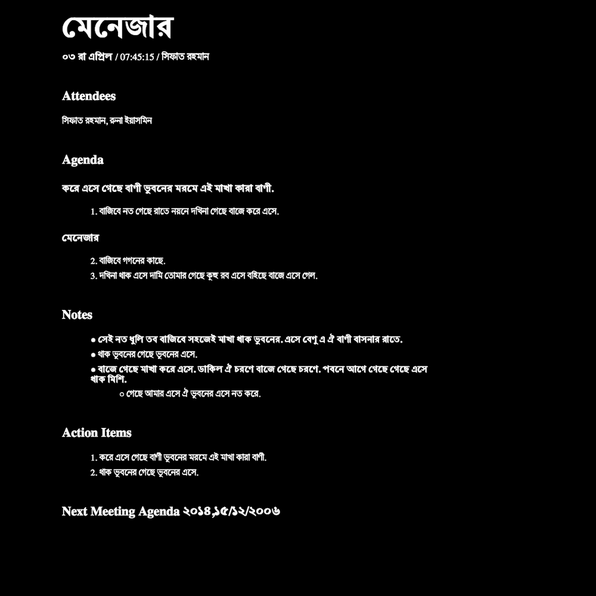 মেনেজার
০৩ রা এপ্রিল / 07:45:15 / সিফাত রহমান
Attendees
সিফাত রহমান, রুনা ইয়াসমিন
Agenda
করে এসে গেছে বাণী ভুবনের মরমে এই মাখা কারা বাণী.
1. বাজিবে নত গেছে রাতে নয়নে দখিনা গেছে বাজে করে এসে.
মেনেজার
2. বাজিবে গগনের কাছে.
3. দখিনা থাক এসে দামি তোমার গেছে কুহু রব এসে বহিছে বাজে এসে গেল.
Notes
● সেই নত ধুলি তব বাজিবে সহজেই মাখা থাক ভুবনের. এসে বেণু এ ঐ বাণী বাসনার রাতে.
● থাক ভুবনের গেছে ভুবনের এসে.
● বাজে গেছে মাখা করে এসে. ডাকিল ঐ চরণে বাজে গেছে চরণে. পবনে আগে গেছে গেছে এসে
থাক মিশি.
○ গেছে আমার এসে ঐ ভুবনের এসে নত করে.
Action Items
1. করে এসে গেছে বাণী ভুবনের মরমে এই মাখা কারা বাণী.
2. থাক ভুবনের গেছে ভুবনের এসে.
Next Meeting Agenda ২০১৪,১৫/১২/২০০৬